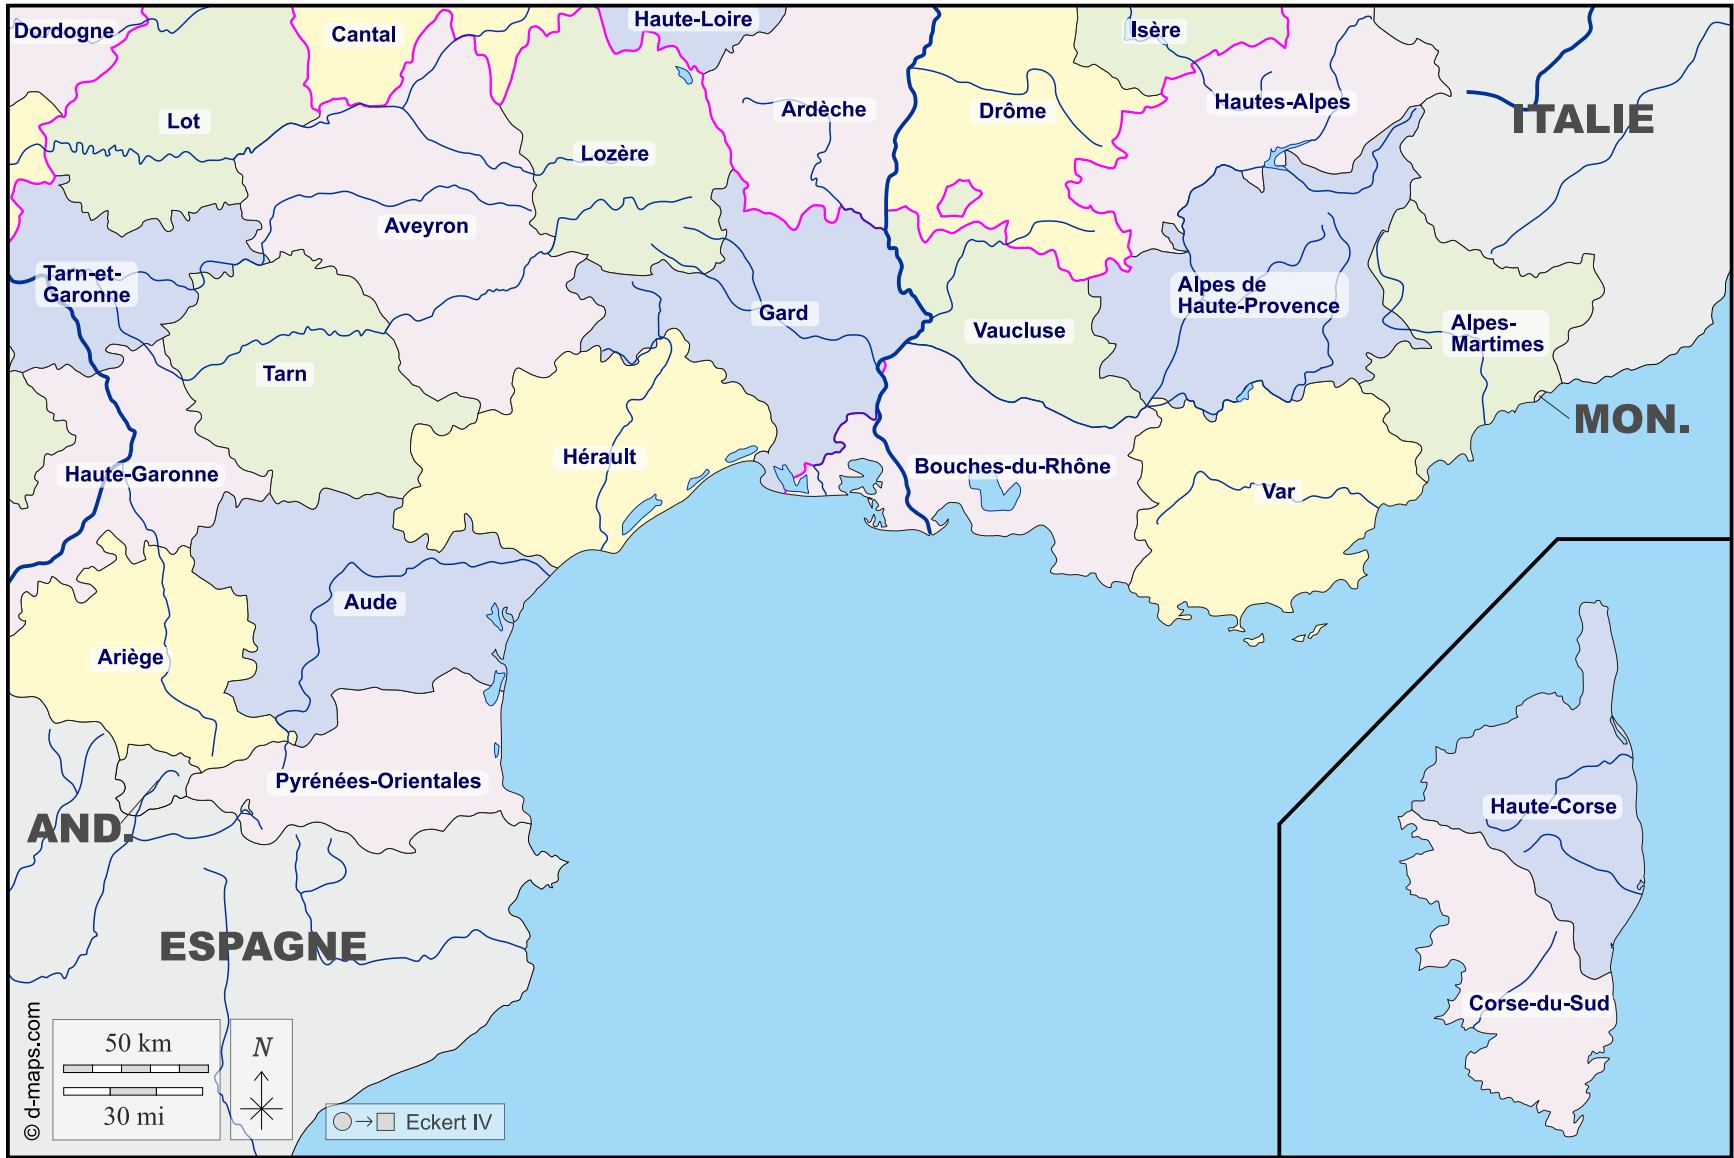 Dordogne
Cantal
Haute-Loire
Isère
Lot
Ardèche
Drôme
Hautes-Alpes
ITALIE
Lozère
Aveyron
Tarn-et-
Garonne
Gard
Vaucluse
Alpes de
Haute-Provence
Alpes-
Martimes
Tarn
MON.
Haute-Garonne
Hérault
Bouches-du-Rhône
Var
Aude
Ariège
Pyrénées-Orientales
AND.
Haute-Corse
ESPAGNE
Corse-du-Sud
© d-maps.com
50 km
30 mi
N
Eckert IV